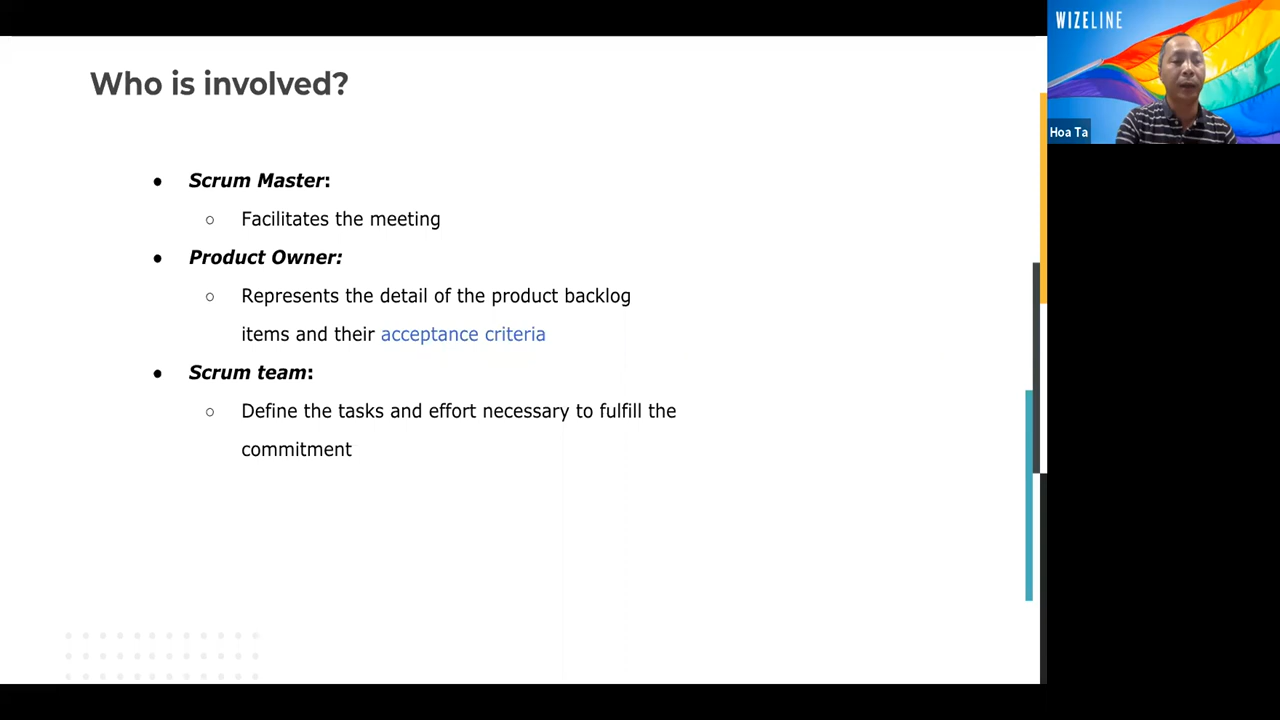 Who is involved?
Scrum Master:
Facilitates the meeting
Product Owner:
Represents the detail of the product backlog
items and their acceptance criteria
Scrum team:
Define the tasks and effort necessary to fulfill the
commitment
WIZELINE
Hoa Ta